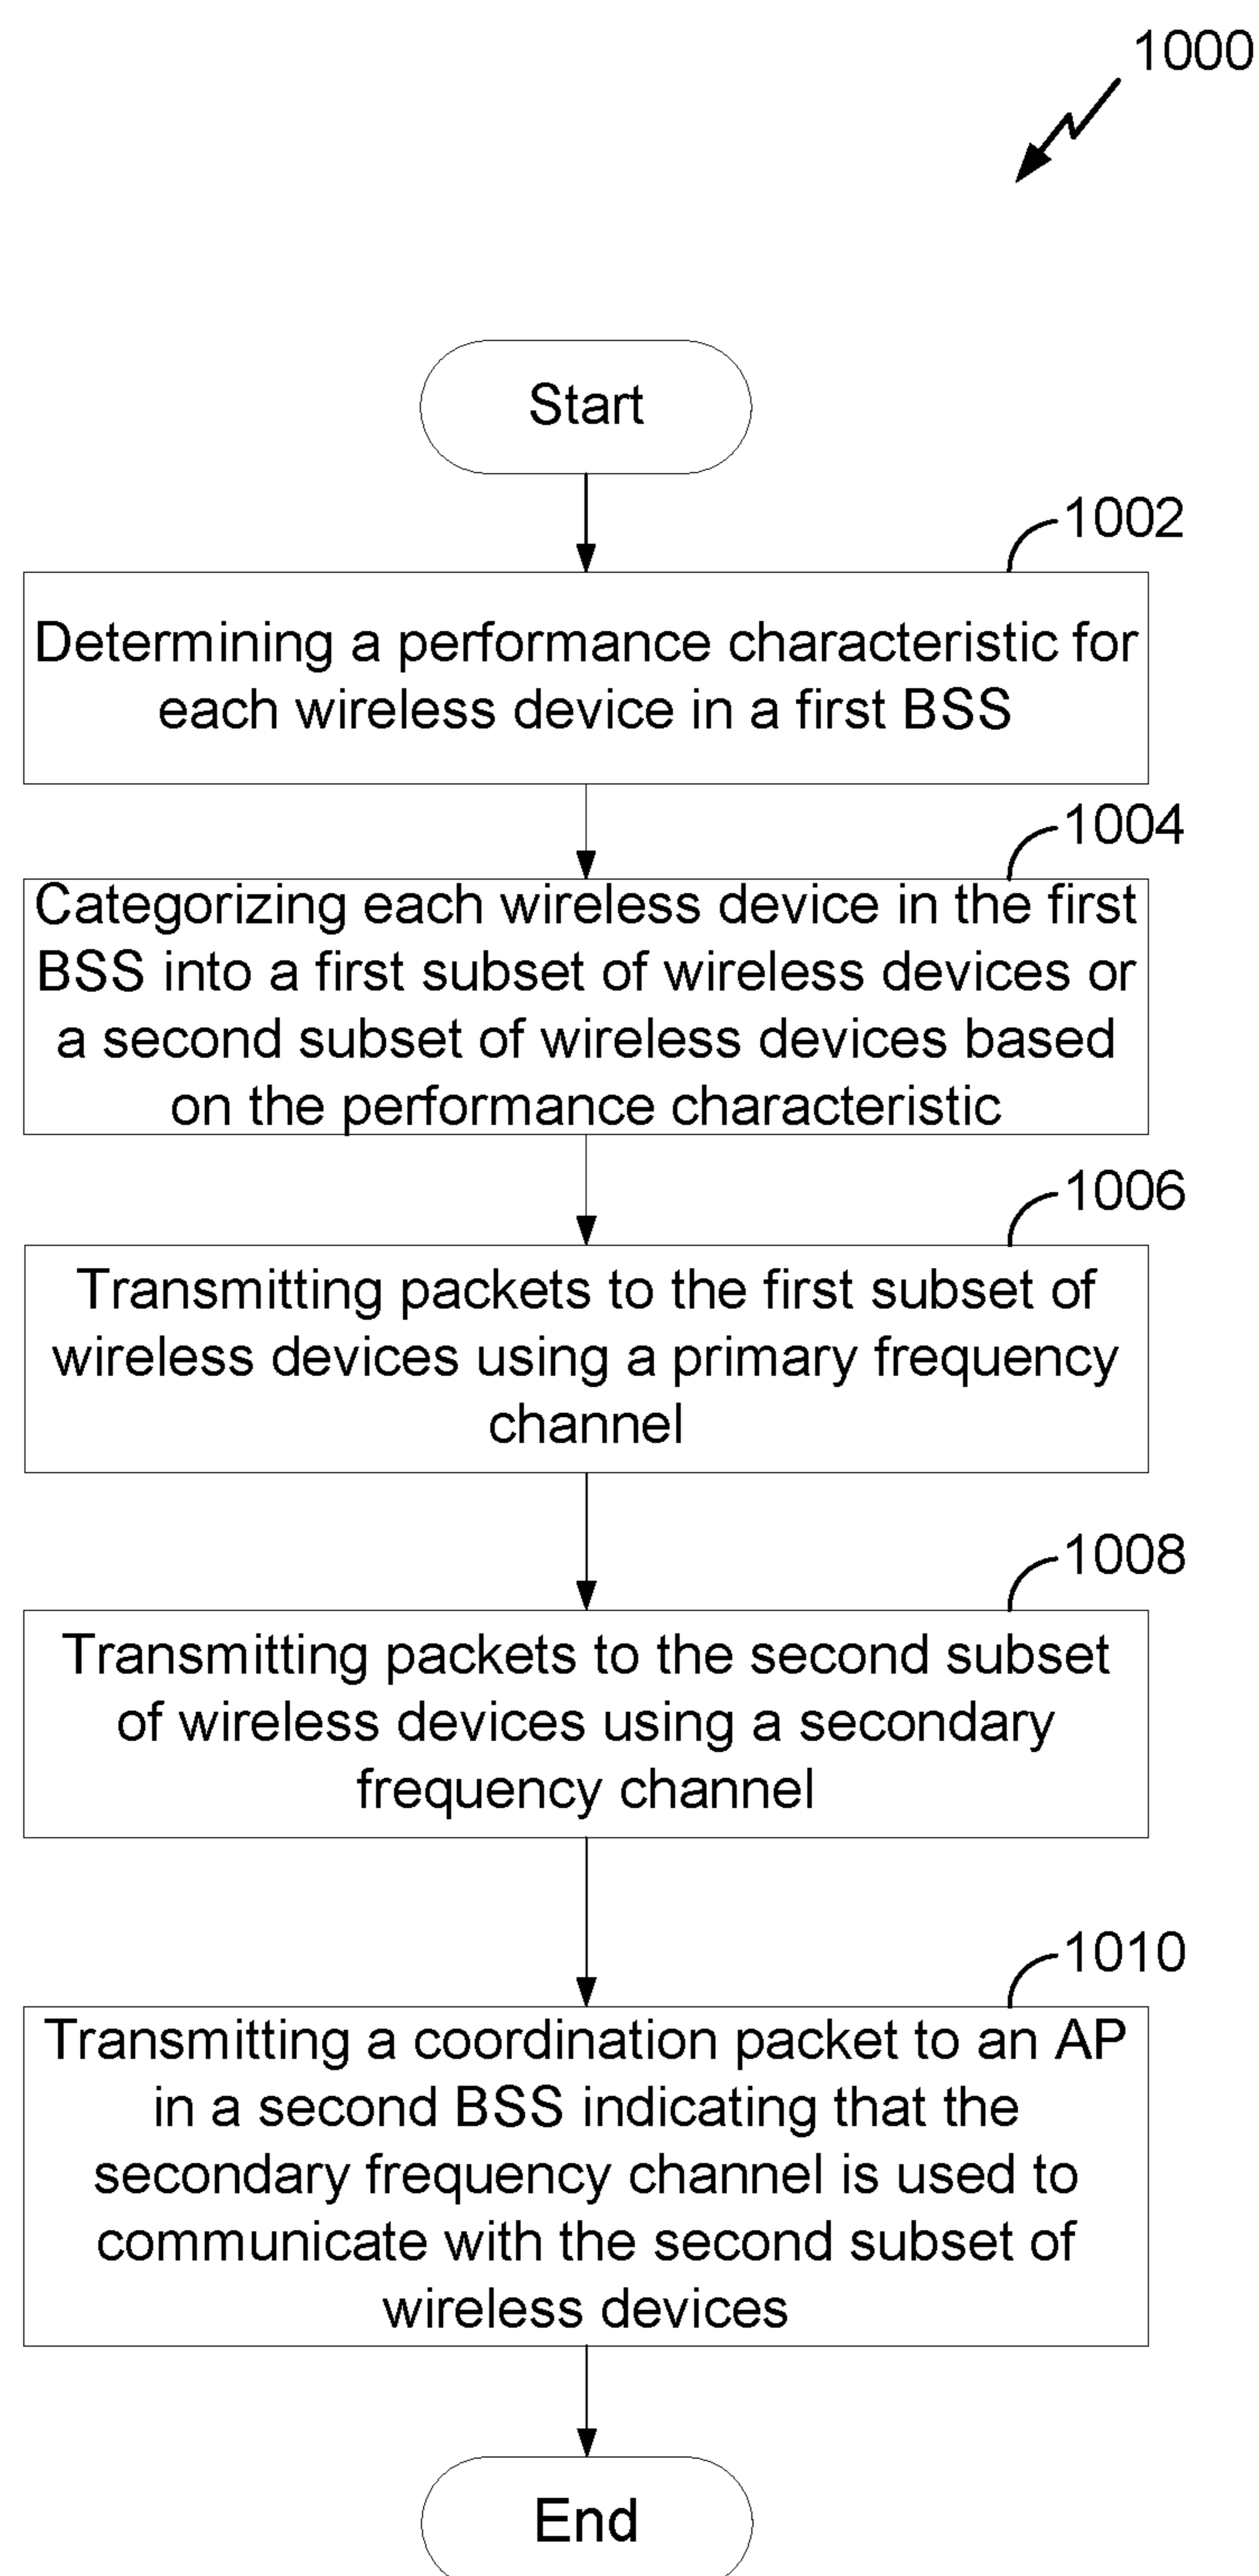 1000
Start
1002
Determining a performance characteristic for
each wireless device in a first BSS
1004
Categorizing each wireless device in the first
BSS into a first subset of wireless devices or
a second subset of wireless devices based
on the performance characteristic
1006
Transmitting packets to the first subset of
wireless devices using a primary frequency
channel
1008
Transmitting packets to the second subset
of wireless devices using a secondary
frequency channel
1010
Transmitting a coordination packet to an AP
in a second BSS indicating that the
secondary frequency channel is used to
communicate with the second subset of
wireless devices
End